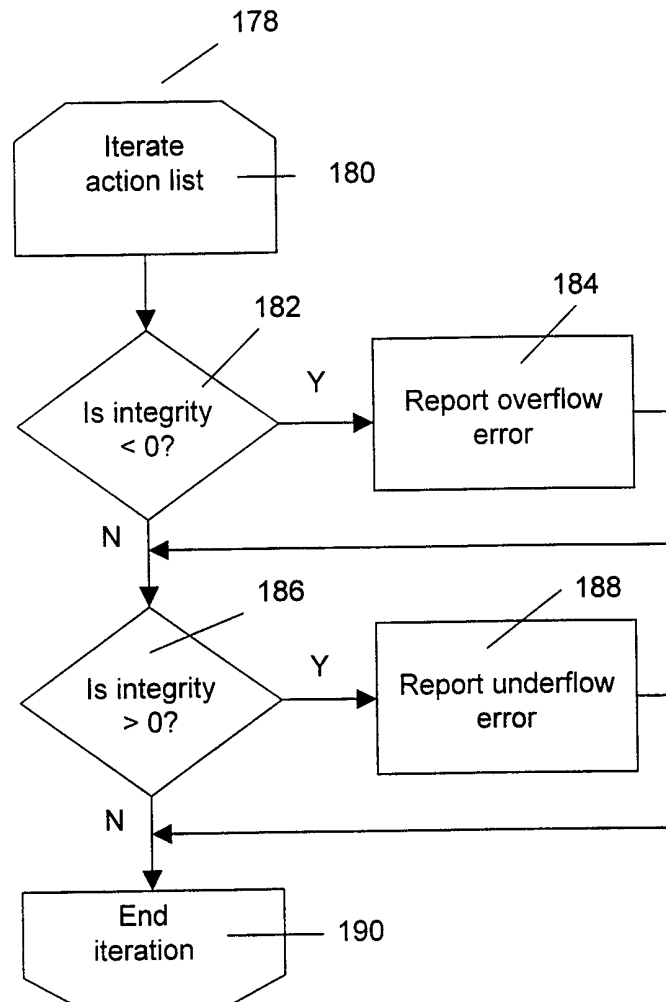 178
Iterate
action list
180
182
184
Is integrity
< 0?
Y
Report overflow
error
N
186
188
Is integrity
> 0?
Y
Report underflow
error
N
End
iteration
190